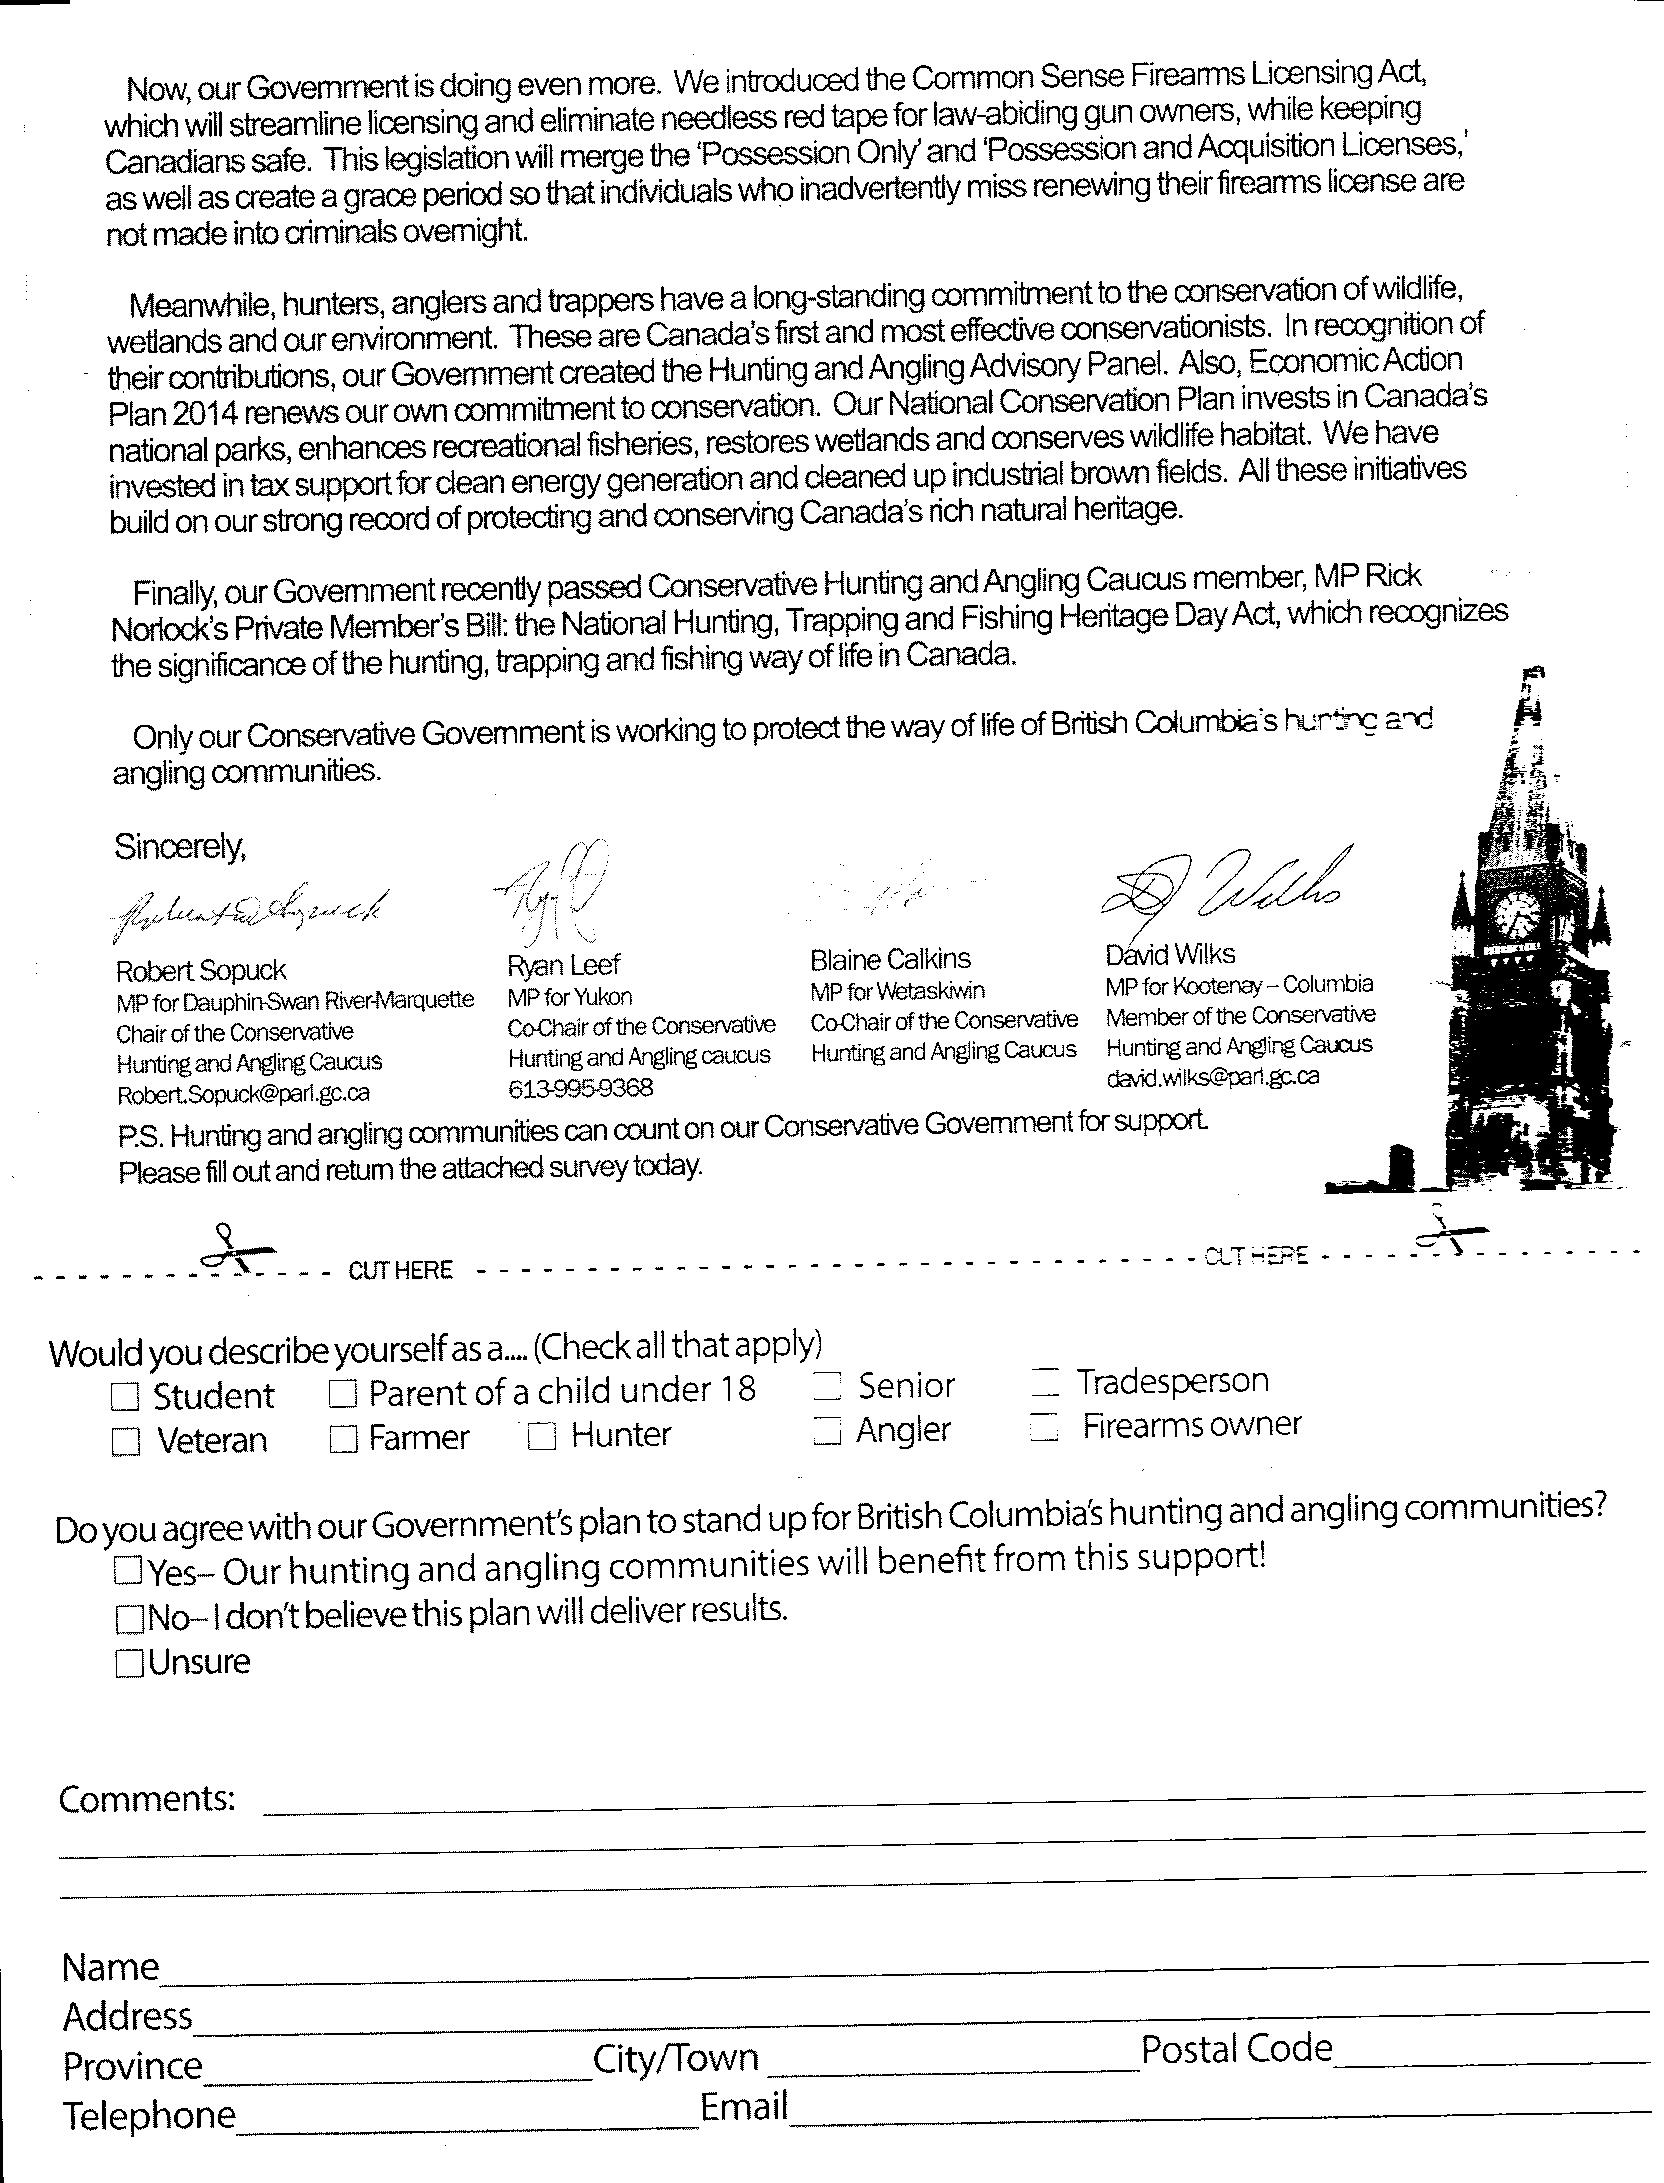 Now, our Government is doing even more. We introduced the Common Sense Firearms Licensing Act,
which will streamline licensing and eliminate needless red tape for law-abiding gun owners, while keeping
Canadians safe. This legislation will merge the 'Possession Only' and 'Possession and Acquisition Licenses,'
as well as create a grace period so that individuals who inadvertently miss renewing their firearms license are
not made into criminals overnight.
Meanwhile, hunters, anglers and trappers have a long-standing commitment to the conservation of wildlife,
wetlands and our environment. These are Canada's first and most effective conservationists. In recognition of
their contributions, our Government created the Hunting and Angling Advisory Panel. Also, Economic Action
Plan 2014 renews our own commitment to conservation. Our National Conservation Plan invests in Canada's
national parks, enhances recreational fisheries, restores wetlands and conserves wildlife habitat. We have
invested in tax support for clean energy generation and cleaned up industrial brown fields. All these initiatives
build on our strong record of protecting and conserving Canada's rich natural heritage.
Finally, our Government recently passed Conservative Hunting and Angling Caucus member, MP Rick
Norlock's Private Member's Bill: the National Hunting, Trapping and Fishing Heritage Day Act, which recognizes
the significance of the hunting, trapping and fishing way of life in Canada.
Only our Conservative Government is working to protect the way of life of British Columbia's hunting and
angling communities.
Sincerely,
D Wilks
Robert Sopuck Ryan Leef Blaine Calkins David Wilks
MP for Dauphin-Swan River-Marquette MP for Yukon MP for Wetaskiwin MP for Kootenay – Columbia
Chair of the Conservative Co-Chair of the Conservative Co-Chair of the Conservative Member of the Conservative
Hunting and Angling Caucus Hunting and Angling caucus Hunting and Angling Caucus Hunting and Angling Caucus
Robert.Sopuck@parl.gc.ca 613-995-9368 david.wilks@parl.gc.ca
P.S. Hunting and angling communities can count on our Conservative Government for support.
Please fill out and return the attached survey today.
CUT HERE CUT HERE
Would you describe yourself as a.... (Check all that apply)
Student Parent of a child under 18 Senior Tradesperson
Veteran Farmer Hunter Angler Firearms owner
Do you agree with our Government's plan to stand up for British Columbia's hunting and angling communities?
Yes– Our hunting and angling communities will benefit from this support!
No– I don't believe this plan will deliver results.
Unsure
Comments:
Name
Address
Province City/Town Postal Code
Telephone Email